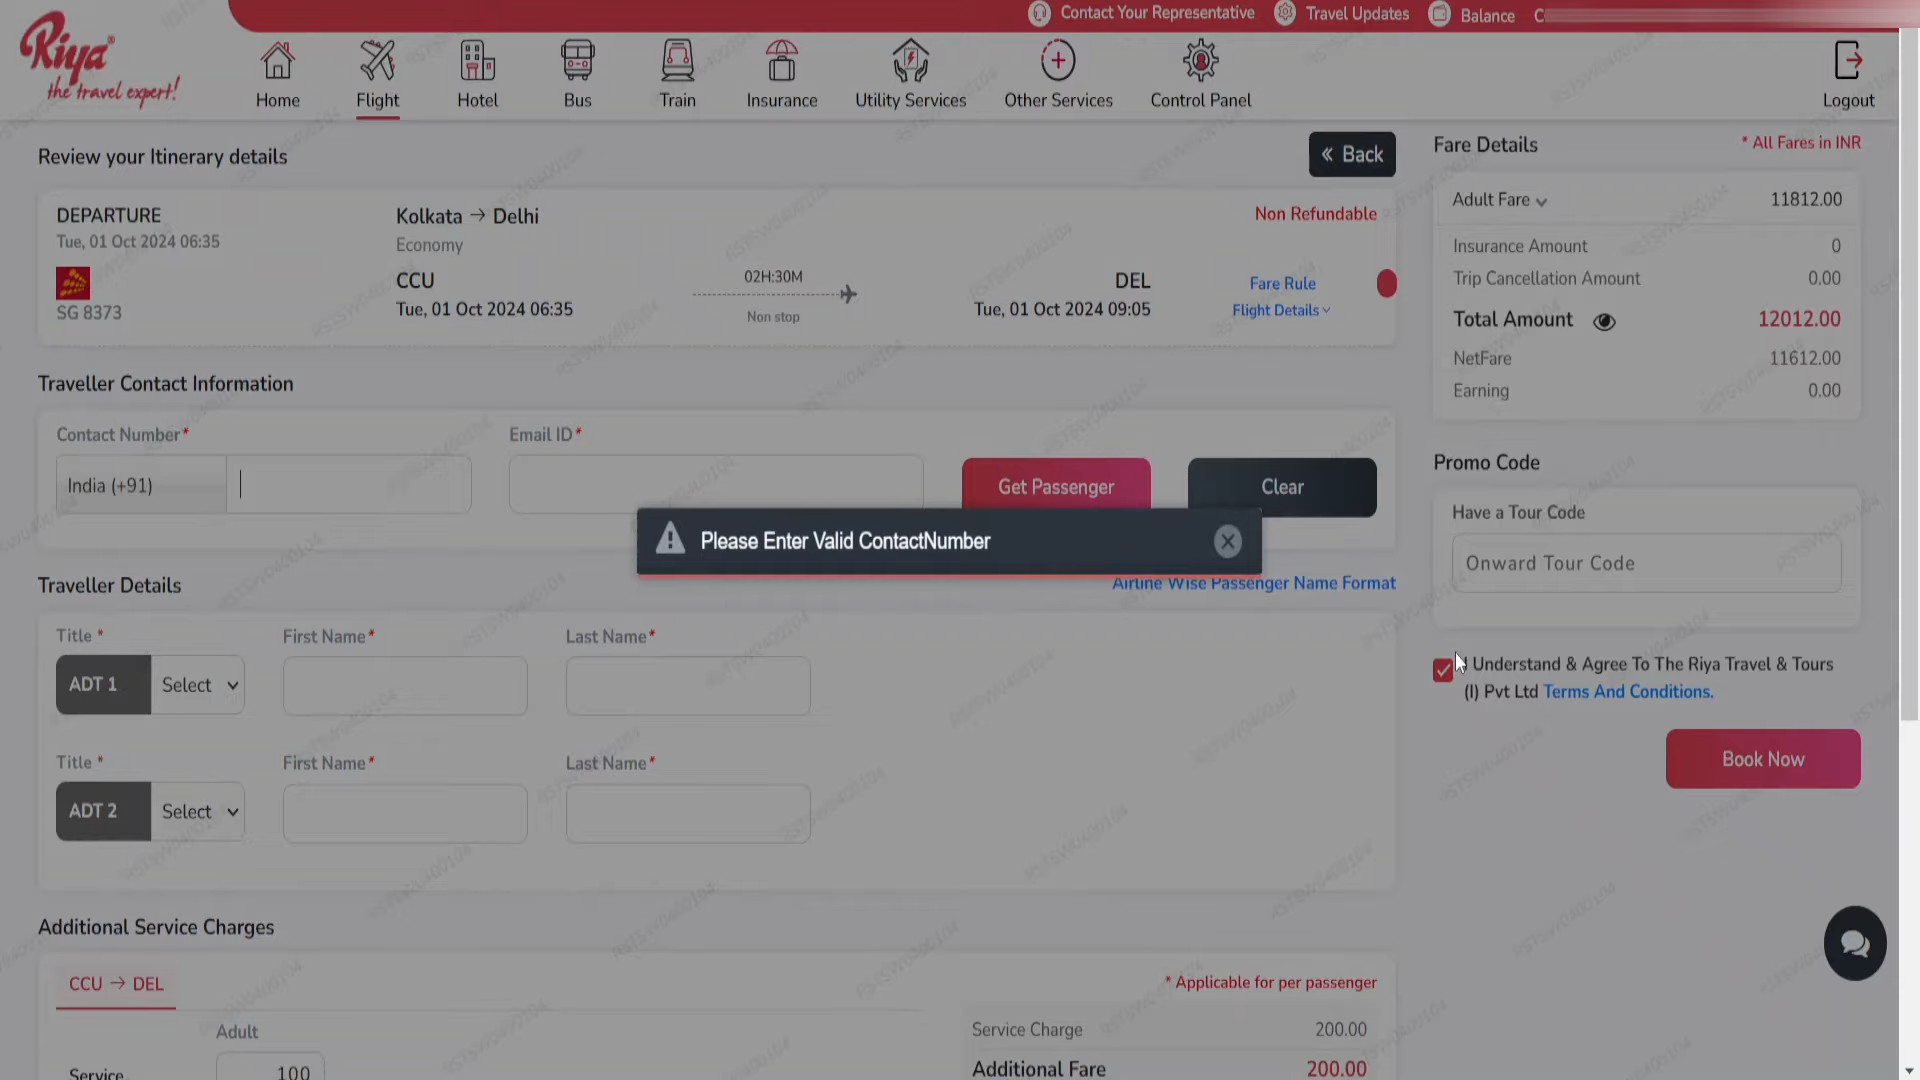 Contact Your Representative Travel Updates Balance
Riya
the travel expert!
Home Flight Hotel Bus Train Insurance Utility Services Other Services Control Panel Logout
Review your Itinerary details
« Back
DEPARTURE
Tue, 01 Oct 2024 06:35
SG 8373
Kolkata → Delhi
Economy
Non Refundable
CCU
Tue, 01 Oct 2024 06:35
02H:30M
Non stop
DEL
Tue, 01 Oct 2024 09:05
Fare Rule
Flight Details
Traveller Contact Information
Contact Number*
India (+91)
Email ID*
Get Passenger
Clear
Please Enter Valid ContactNumber
Traveller Details
Airline Wise Passenger Name Format
Title * First Name* Last Name*
ADT 1 Select
Title * First Name* Last Name*
ADT 2 Select
Additional Service Charges
CCU → DEL
* Applicable for per passenger
Adult
Service 100
Service Charge 200.00
Additional Fare 200.00
Fare Details
* All Fares in INR
Adult Fare 11812.00
Insurance Amount 0
Trip Cancellation Amount 0.00
Total Amount 12012.00
NetFare 11612.00
Earning 0.00
Promo Code
Have a Tour Code
Onward Tour Code
Understand & Agree To The Riya Travel & Tours
(I) Pvt Ltd Terms And Conditions.
Book Now